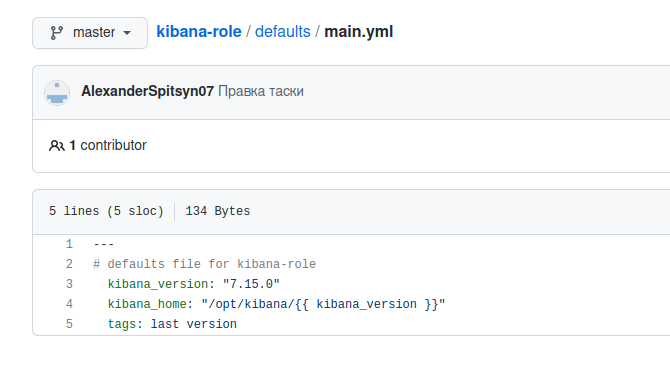 master kibana-role / defaults / main.yml
AlexanderSpitsyn07 Правка таски
1 contributor
5 lines (5 sloc) 134 Bytes
1 ---
2 # defaults file for kibana-role
3 kibana_version: "7.15.0"
4 kibana_home: "/opt/kibana/{{ kibana_version }}"
5 tags: last version